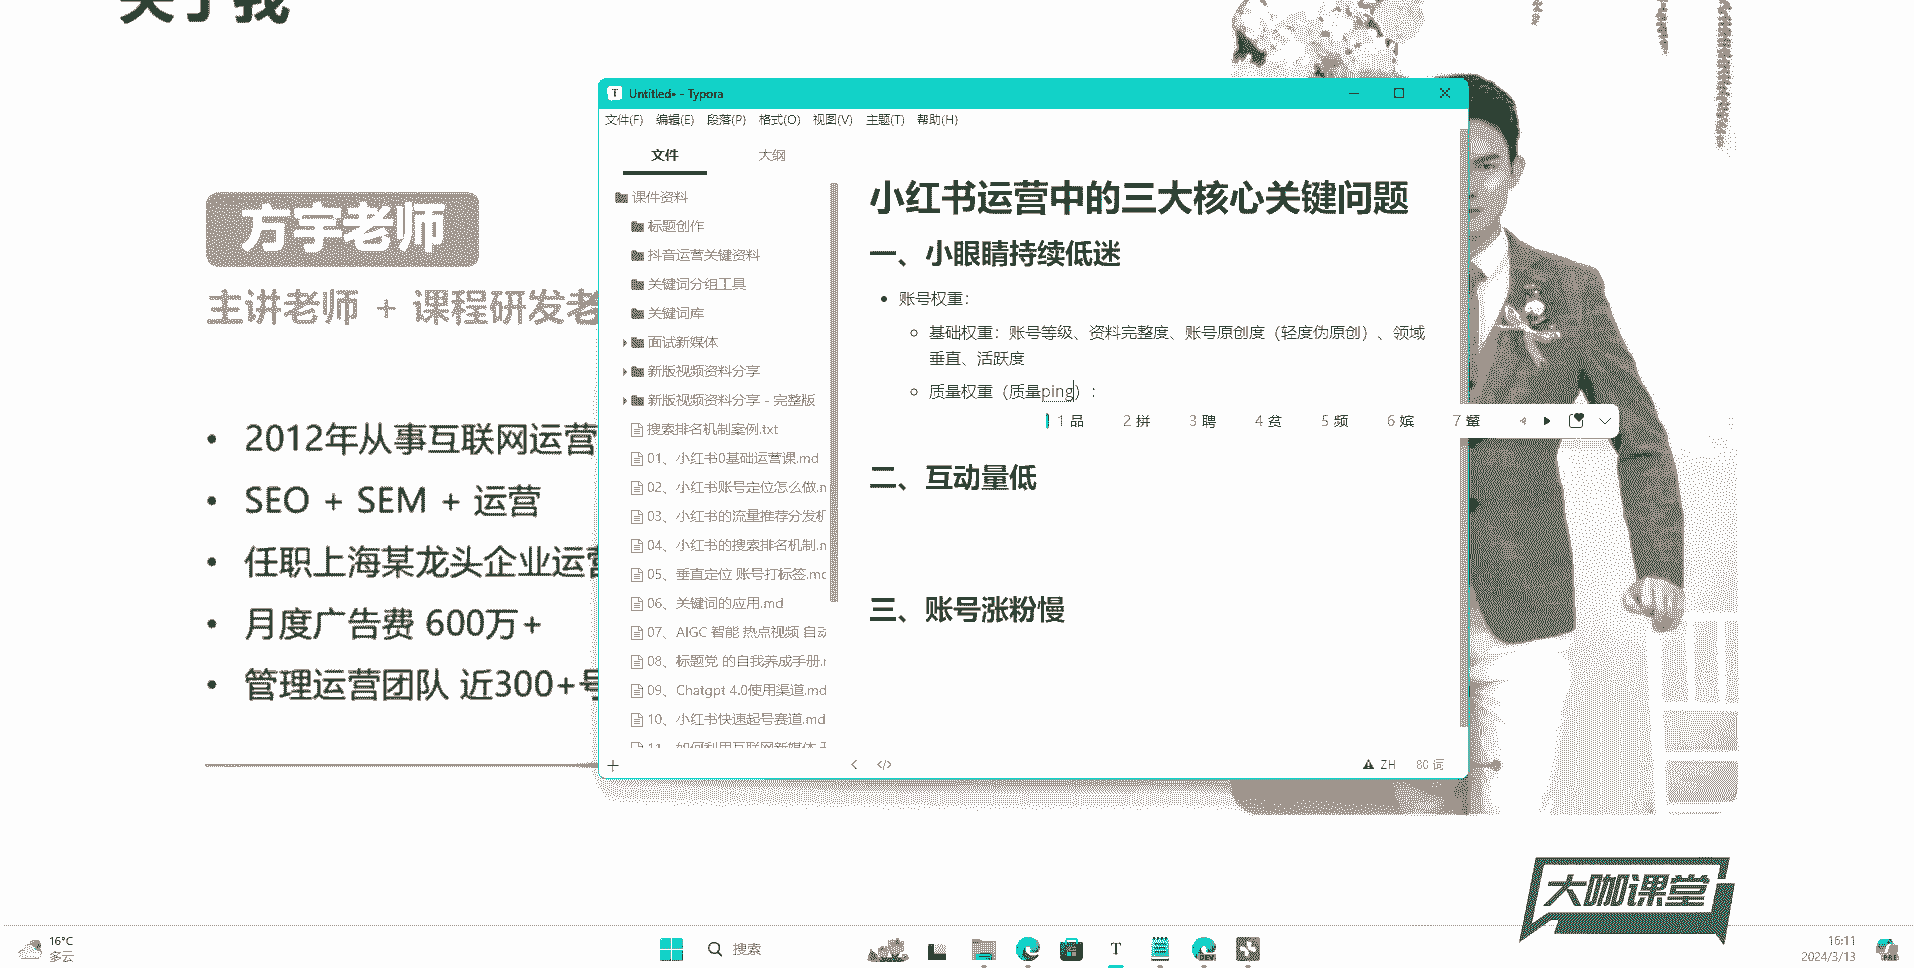 关于我
方宇老师
主讲老师 + 课程研发老
2012年从事互联网运营
SEO + SEM + 运营
任职上海某龙头企业运营
月度广告费 600万+
管理运营团队 近300+号
Untitled• - Typora
文件(F) 编辑(E) 段落(P) 格式(O) 视图(V) 主题(T) 帮助(H)
文件 大纲
课件资料
标题创作
抖音运营关键资料
关键词分组工具
关键词库
面试新媒体
新版视频资料分享
新版视频资料分享 - 完整版
搜索排名机制案例.txt
01、小红书0基础运营课.md
02、小红书账号定位怎么做.m
03、小红书的流量推荐分发机
04、小红书的搜索排名机制.m
05、垂直定位 账号打标签.mc
06、关键词的应用.md
07、AIGC 智能 热点视频 自动
08、标题党 的自我养成手册.m
09、Chatgpt 4.0使用渠道.md
10、小红书快速起号赛道.md
11、如何利用互联网新媒体
小红书运营中的三大核心关键问题
一、小眼睛持续低迷
账号权重：
基础权重：账号等级、资料完整度、账号原创度（轻度伪原创）、领域
垂直、活跃度
质量权重（质量ping）：
1 品 2 拼 3 聘 4 贫 5 频 6 嫔 7 颦
二、互动量低
三、账号涨粉慢
ZH 80 词
大咖课堂
16°C
多云
搜索
T
DEV
PRE
16:11
2024/3/13